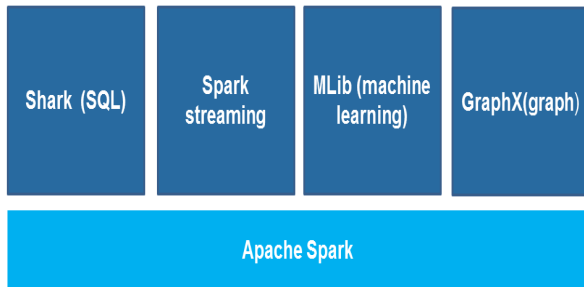 Shark (SQL)
Spark
streaming
MLib (machine
learning)
GraphX(graph)
Apache Spark